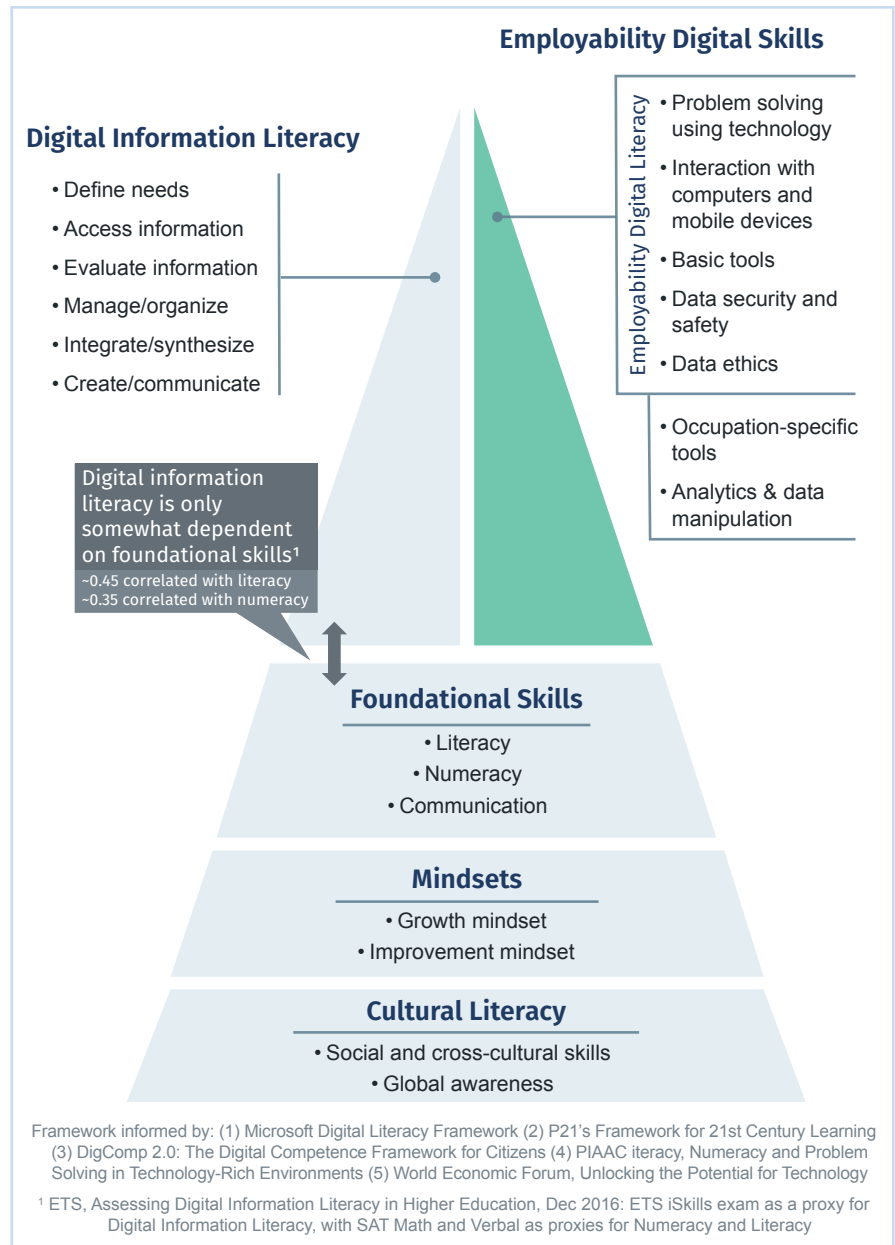 Employability Digital Skills
Digital Information Literacy
• Define needs
• Access information
• Evaluate information
• Manage/organize
• Integrate/synthesize
• Create/communicate
Employability Digital Literacy
• Problem solving
using technology
• Interaction with
computers and
mobile devices
• Basic tools
• Data security and
safety
• Data ethics
• Occupation-specific
tools
• Analytics & data
manipulation
Digital information
literacy is only
somewhat dependent
on foundational skills¹
~0.45 correlated with literacy
~0.35 correlated with numeracy
Foundational Skills
• Literacy
• Numeracy
• Communication
Mindsets
• Growth mindset
• Improvement mindset
Cultural Literacy
• Social and cross-cultural skills
• Global awareness
Framework informed by: (1) Microsoft Digital Literacy Framework (2) P21's Framework for 21st Century Learning
(3) DigComp 2.0: The Digital Competence Framework for Citizens (4) PIAAC iteracy, Numeracy and Problem
Solving in Technology-Rich Environments (5) World Economic Forum, Unlocking the Potential for Technology
¹ ETS, Assessing Digital Information Literacy in Higher Education, Dec 2016: ETS iSkills exam as a proxy for
Digital Information Literacy, with SAT Math and Verbal as proxies for Numeracy and Literacy